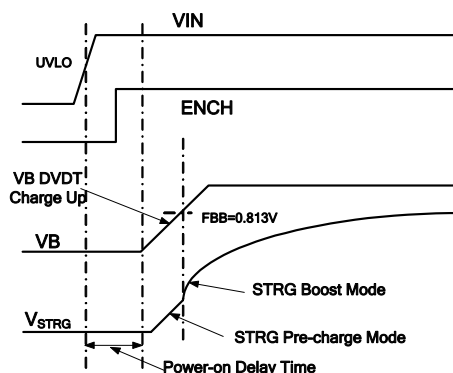 VIN
UVLO
ENCH
VB DVDT
Charge Up
FBB=0.813V
VB
STRG Boost Mode
VSTRG
STRG Pre-charge Mode
Power-on Delay Time